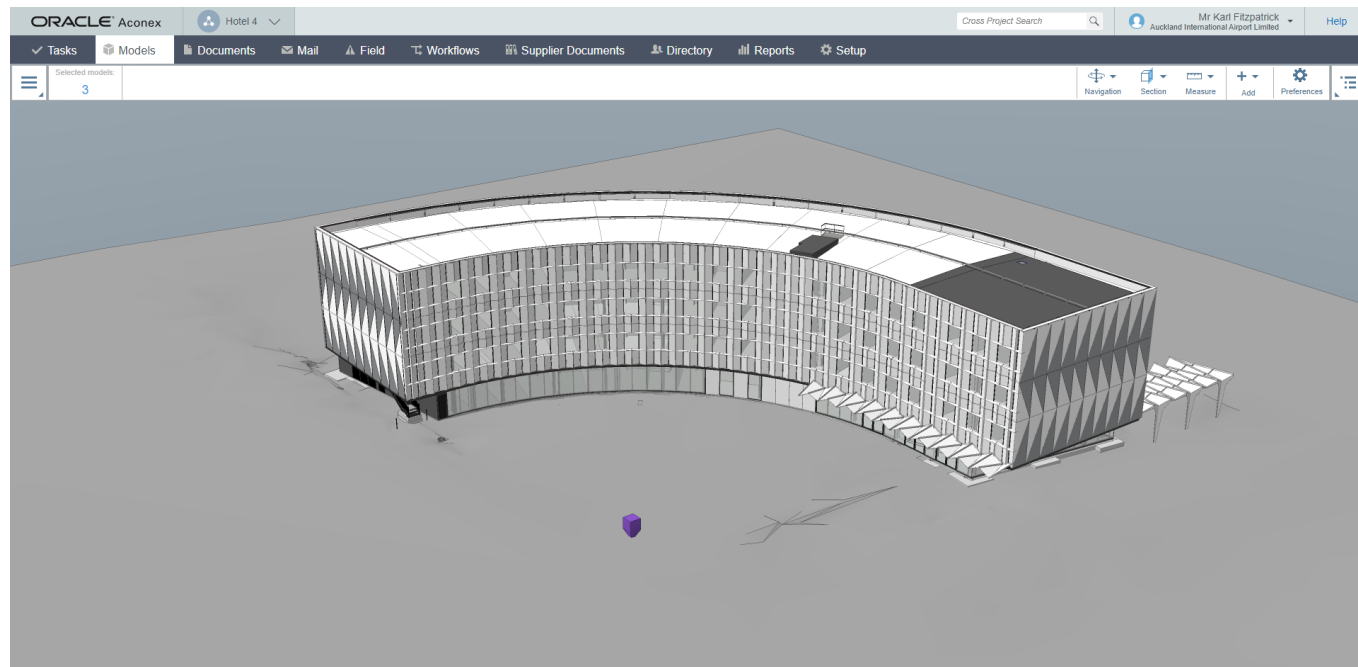 ORACLE® Aconex
Hotel 4
Cross Project Search
Mr Karl Fitzpatrick
Auckland International Airport Limited
Help
Tasks
Models
Documents
Mail
Field
Workflows
Supplier Documents
Directory
Reports
Setup
Selected models:
3
Navigation
Section
Measure
Add
Preferences